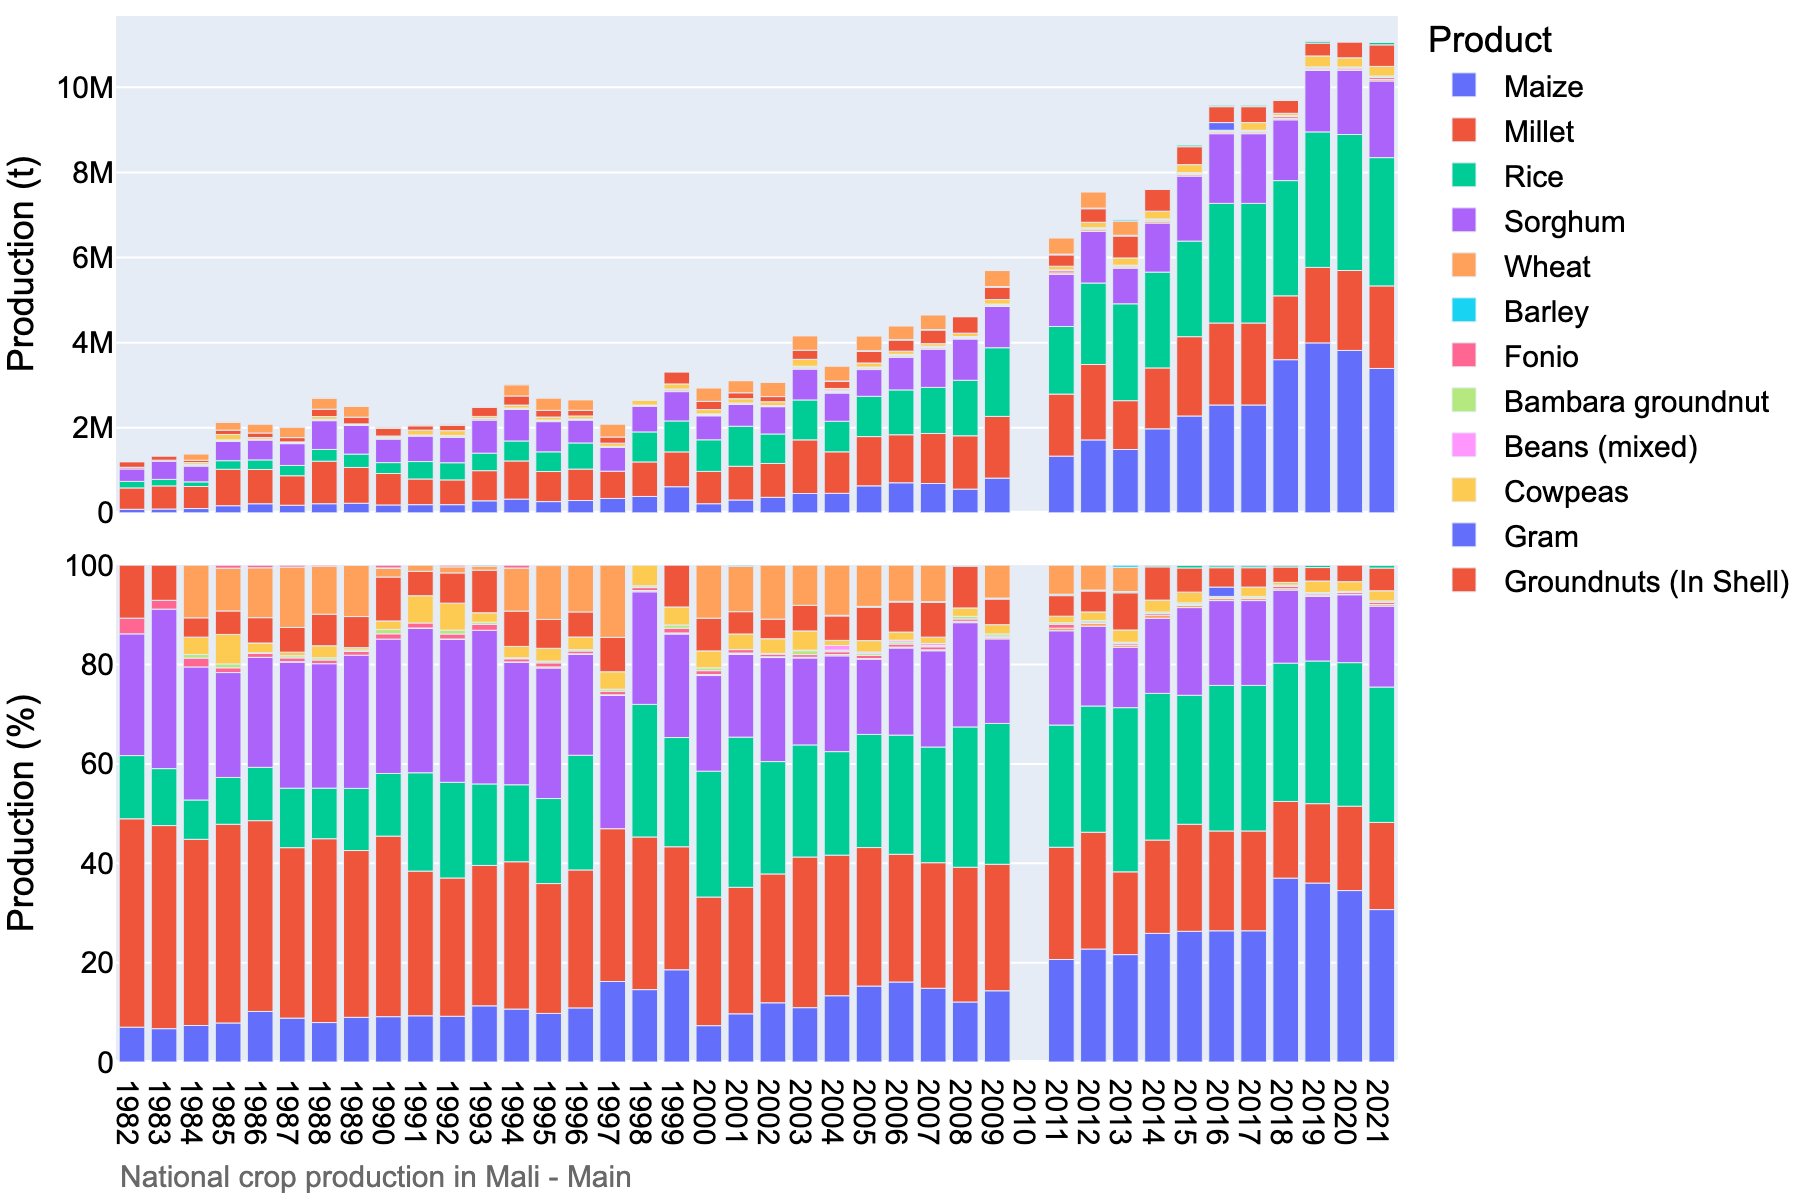 Production (t)
10M
8M
6M
4M
2M
0
Production (%)
100
80
60
40
20
0
1982
1983
1984
1985
1986
1987
1988
1989
1990
1991
1992
1993
1994
1995
1996
1997
1998
1999
2000
2001
2002
2003
2004
2005
2006
2007
2008
2009
2010
2011
2012
2013
2014
2015
2016
2017
2018
2019
2020
2021
National crop production in Mali - Main
Product
Maize
Millet
Rice
Sorghum
Wheat
Barley
Fonio
Bambara groundnut
Beans (mixed)
Cowpeas
Gram
Groundnuts (In Shell)